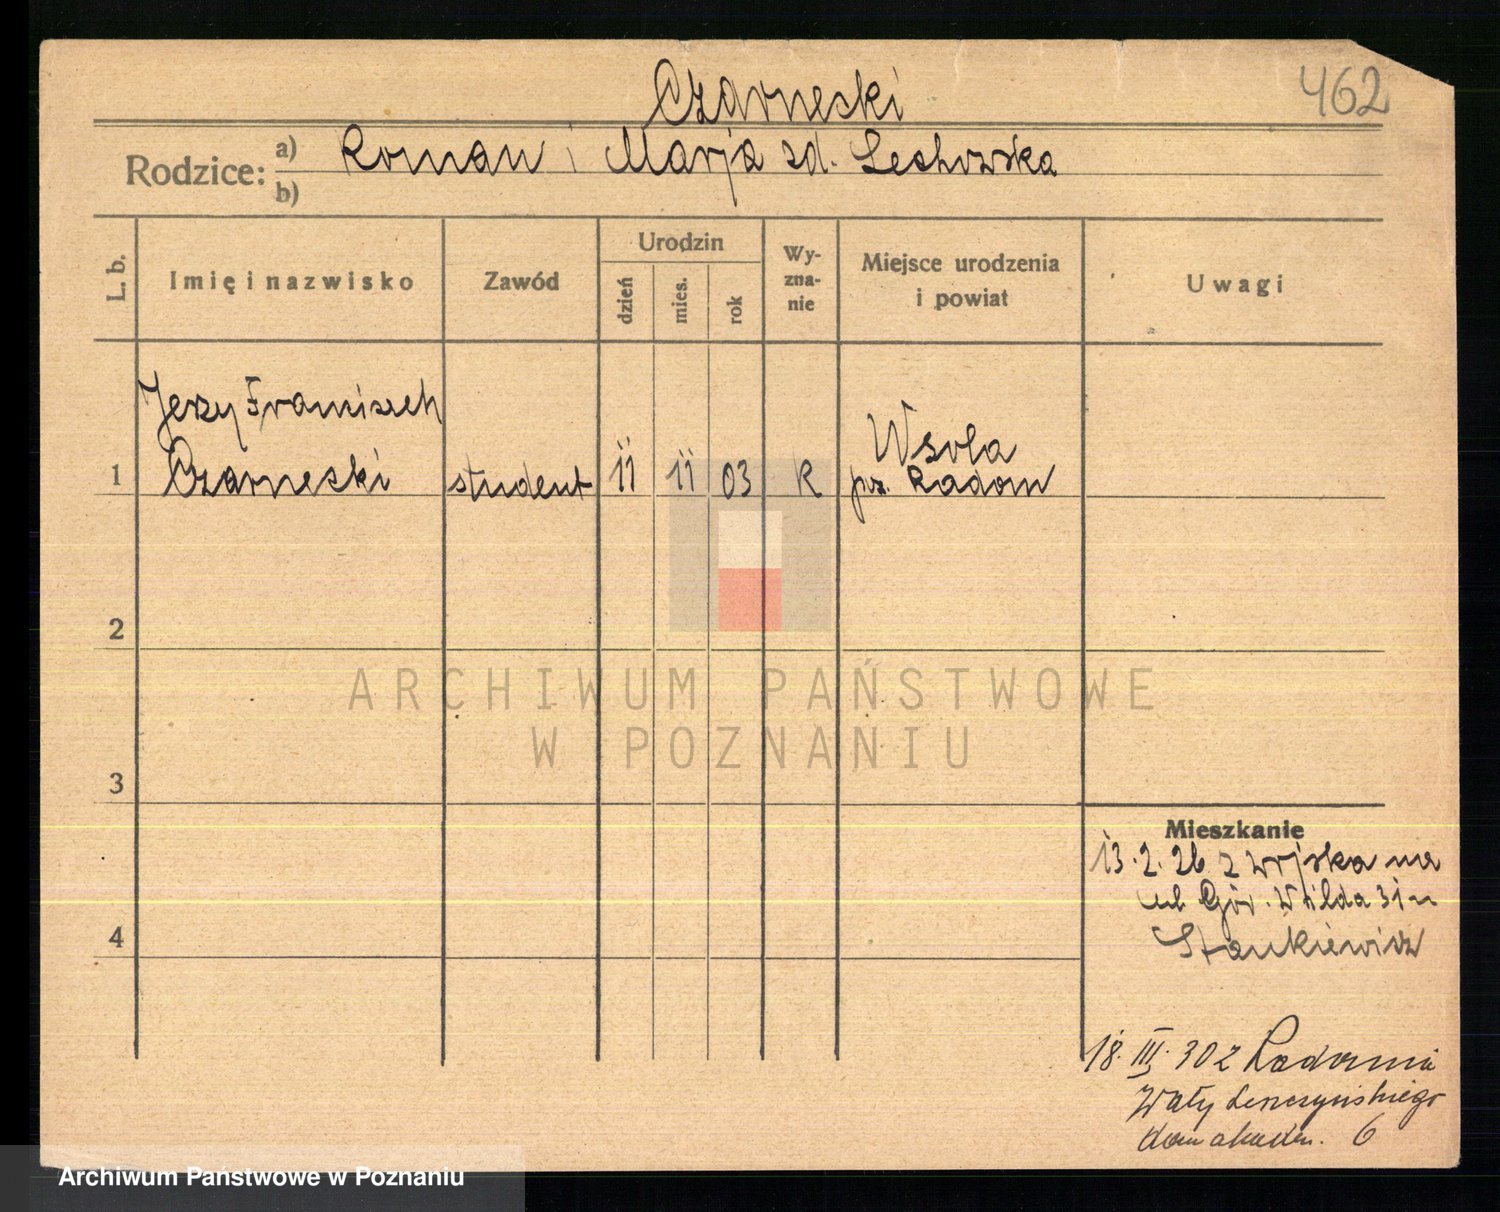 462
Czarnecki
Rodzice: a) Roman i Marja zd. Lechowska
b)
L. b.
Imię i nazwisko
Zawód
Urodzin
dzień
mies.
rok
Wy-
zna-
nie
Miejsce urodzenia
i powiat
Uwagi
Jerzy Franciszek
1 Czarnecki student 11 11 03 K Wsola
pow. Radom
2
3
4
Mieszkanie
13.2.26 z wojska na
ul Gór. Wilda 31
Stankiewicz
18. III. 30 z Radomia
Wały Leszczyńskiego
dom akadem. 6
ARCHIWUM PAŃSTWOWE
W POZNANIU
Archiwum Państwowe w Poznaniu